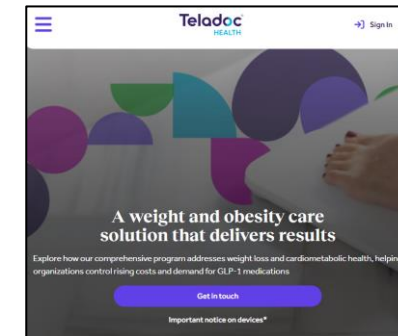 Teladoc
HEALTH
Sign in
A weight and obesity care
solution that delivers results
Explore how our comprehensive program addresses weight loss and cardiometabolic health, helpin
organizations control rising costs and demand for GLP-1 medications
Get in touch
Important notice on devices*